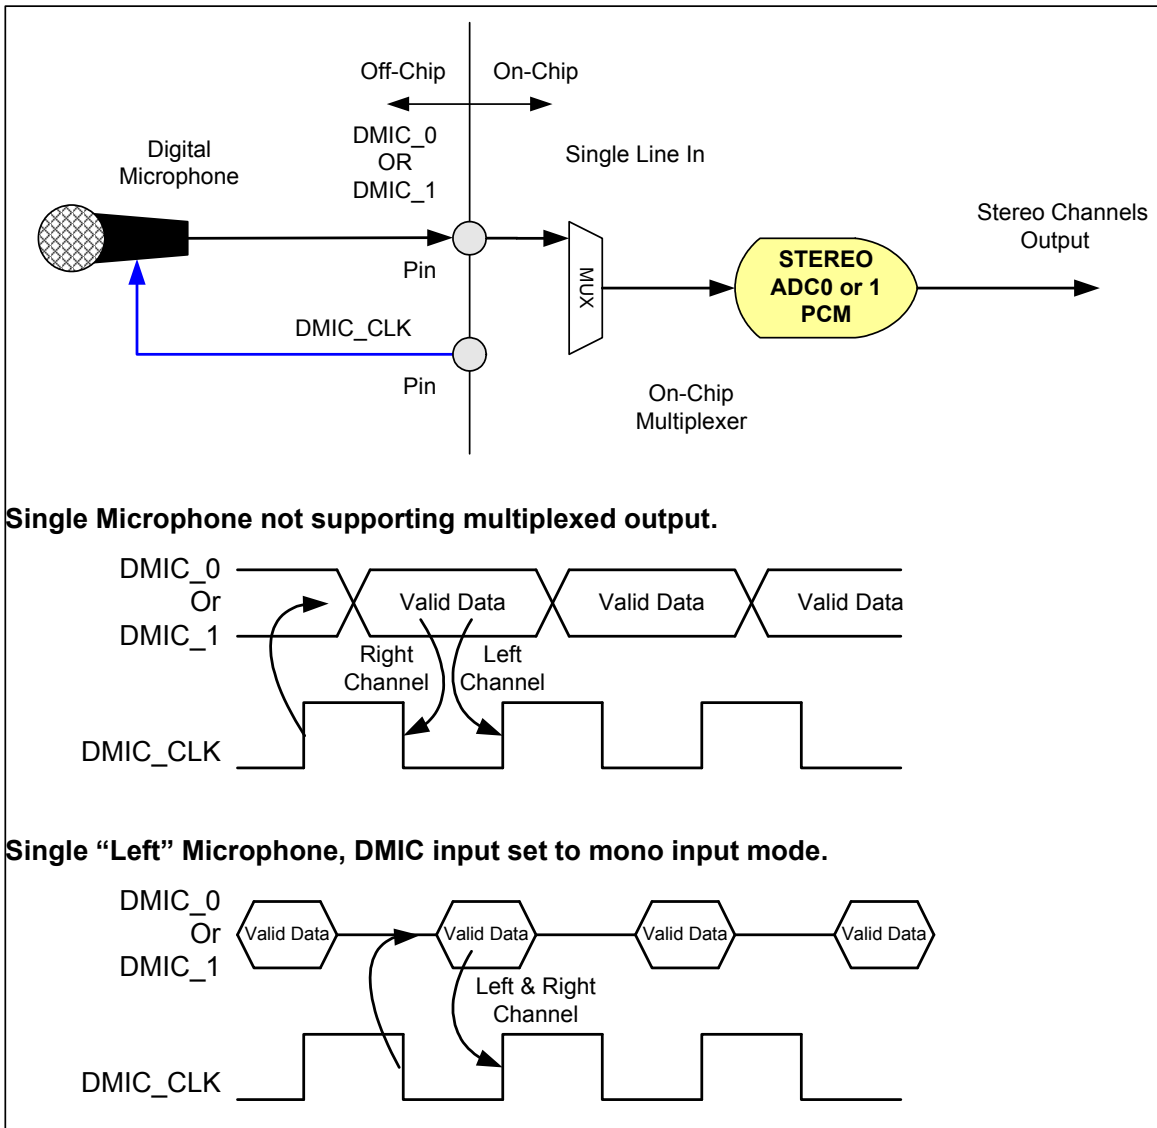 Off-Chip
On-Chip
DMIC_0
OR
DMIC_1
Single Line In
Digital
Microphone
Stereo Channels
Output
Pin
MUX
STEREO
ADC0 or 1
PCM
DMIC_CLK
Pin
On-Chip
Multiplexer
Single Microphone not supporting multiplexed output.
DMIC_0
Or
DMIC_1
Valid Data
Valid Data
Valid Data
Right
Channel
Left
Channel
DMIC_CLK
Single “Left” Microphone, DMIC input set to mono input mode.
DMIC_0
Or
DMIC_1
Valid Data
Valid Data
Valid Data
Valid Data
Left & Right
Channel
DMIC_CLK